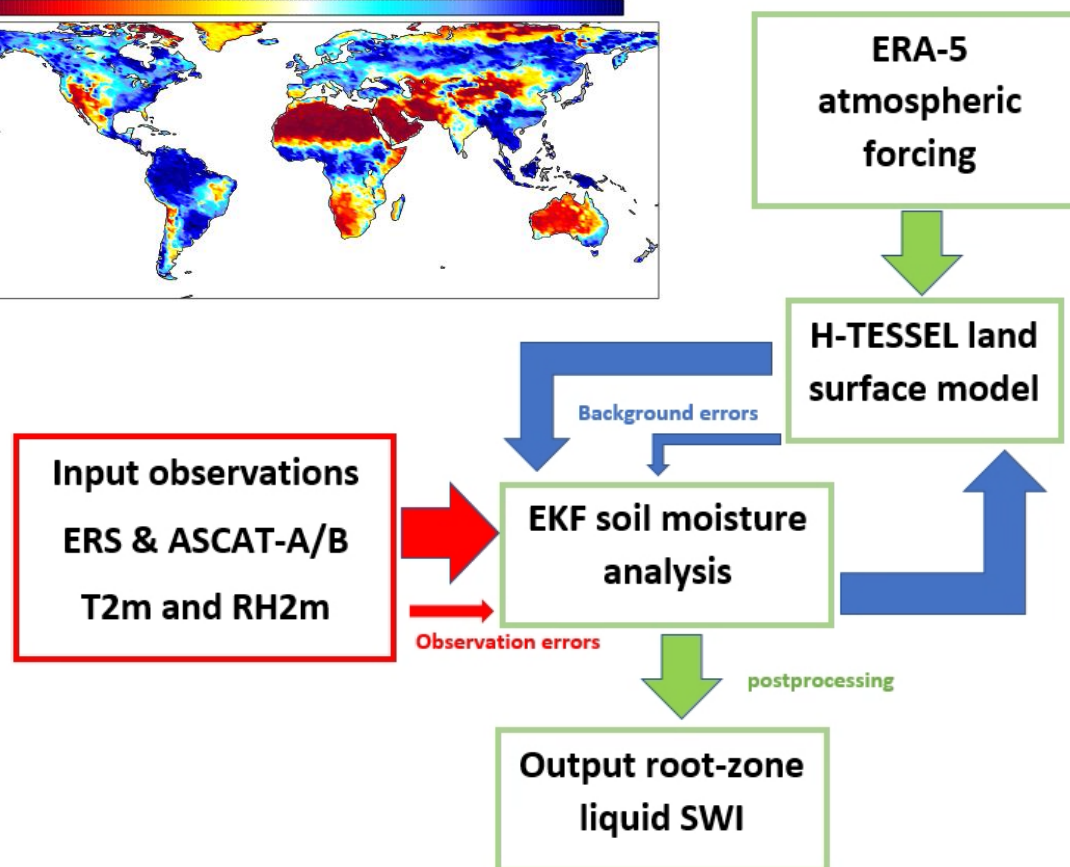 ERA-5
atmospheric
forcing
H-TESSEL land
surface model
Background errors
Input observations
ERS & ASCAT-A/B
T2m and RH2m
EKF soil moisture
analysis
Observation errors
postprocessing
Output root-zone
liquid SWI